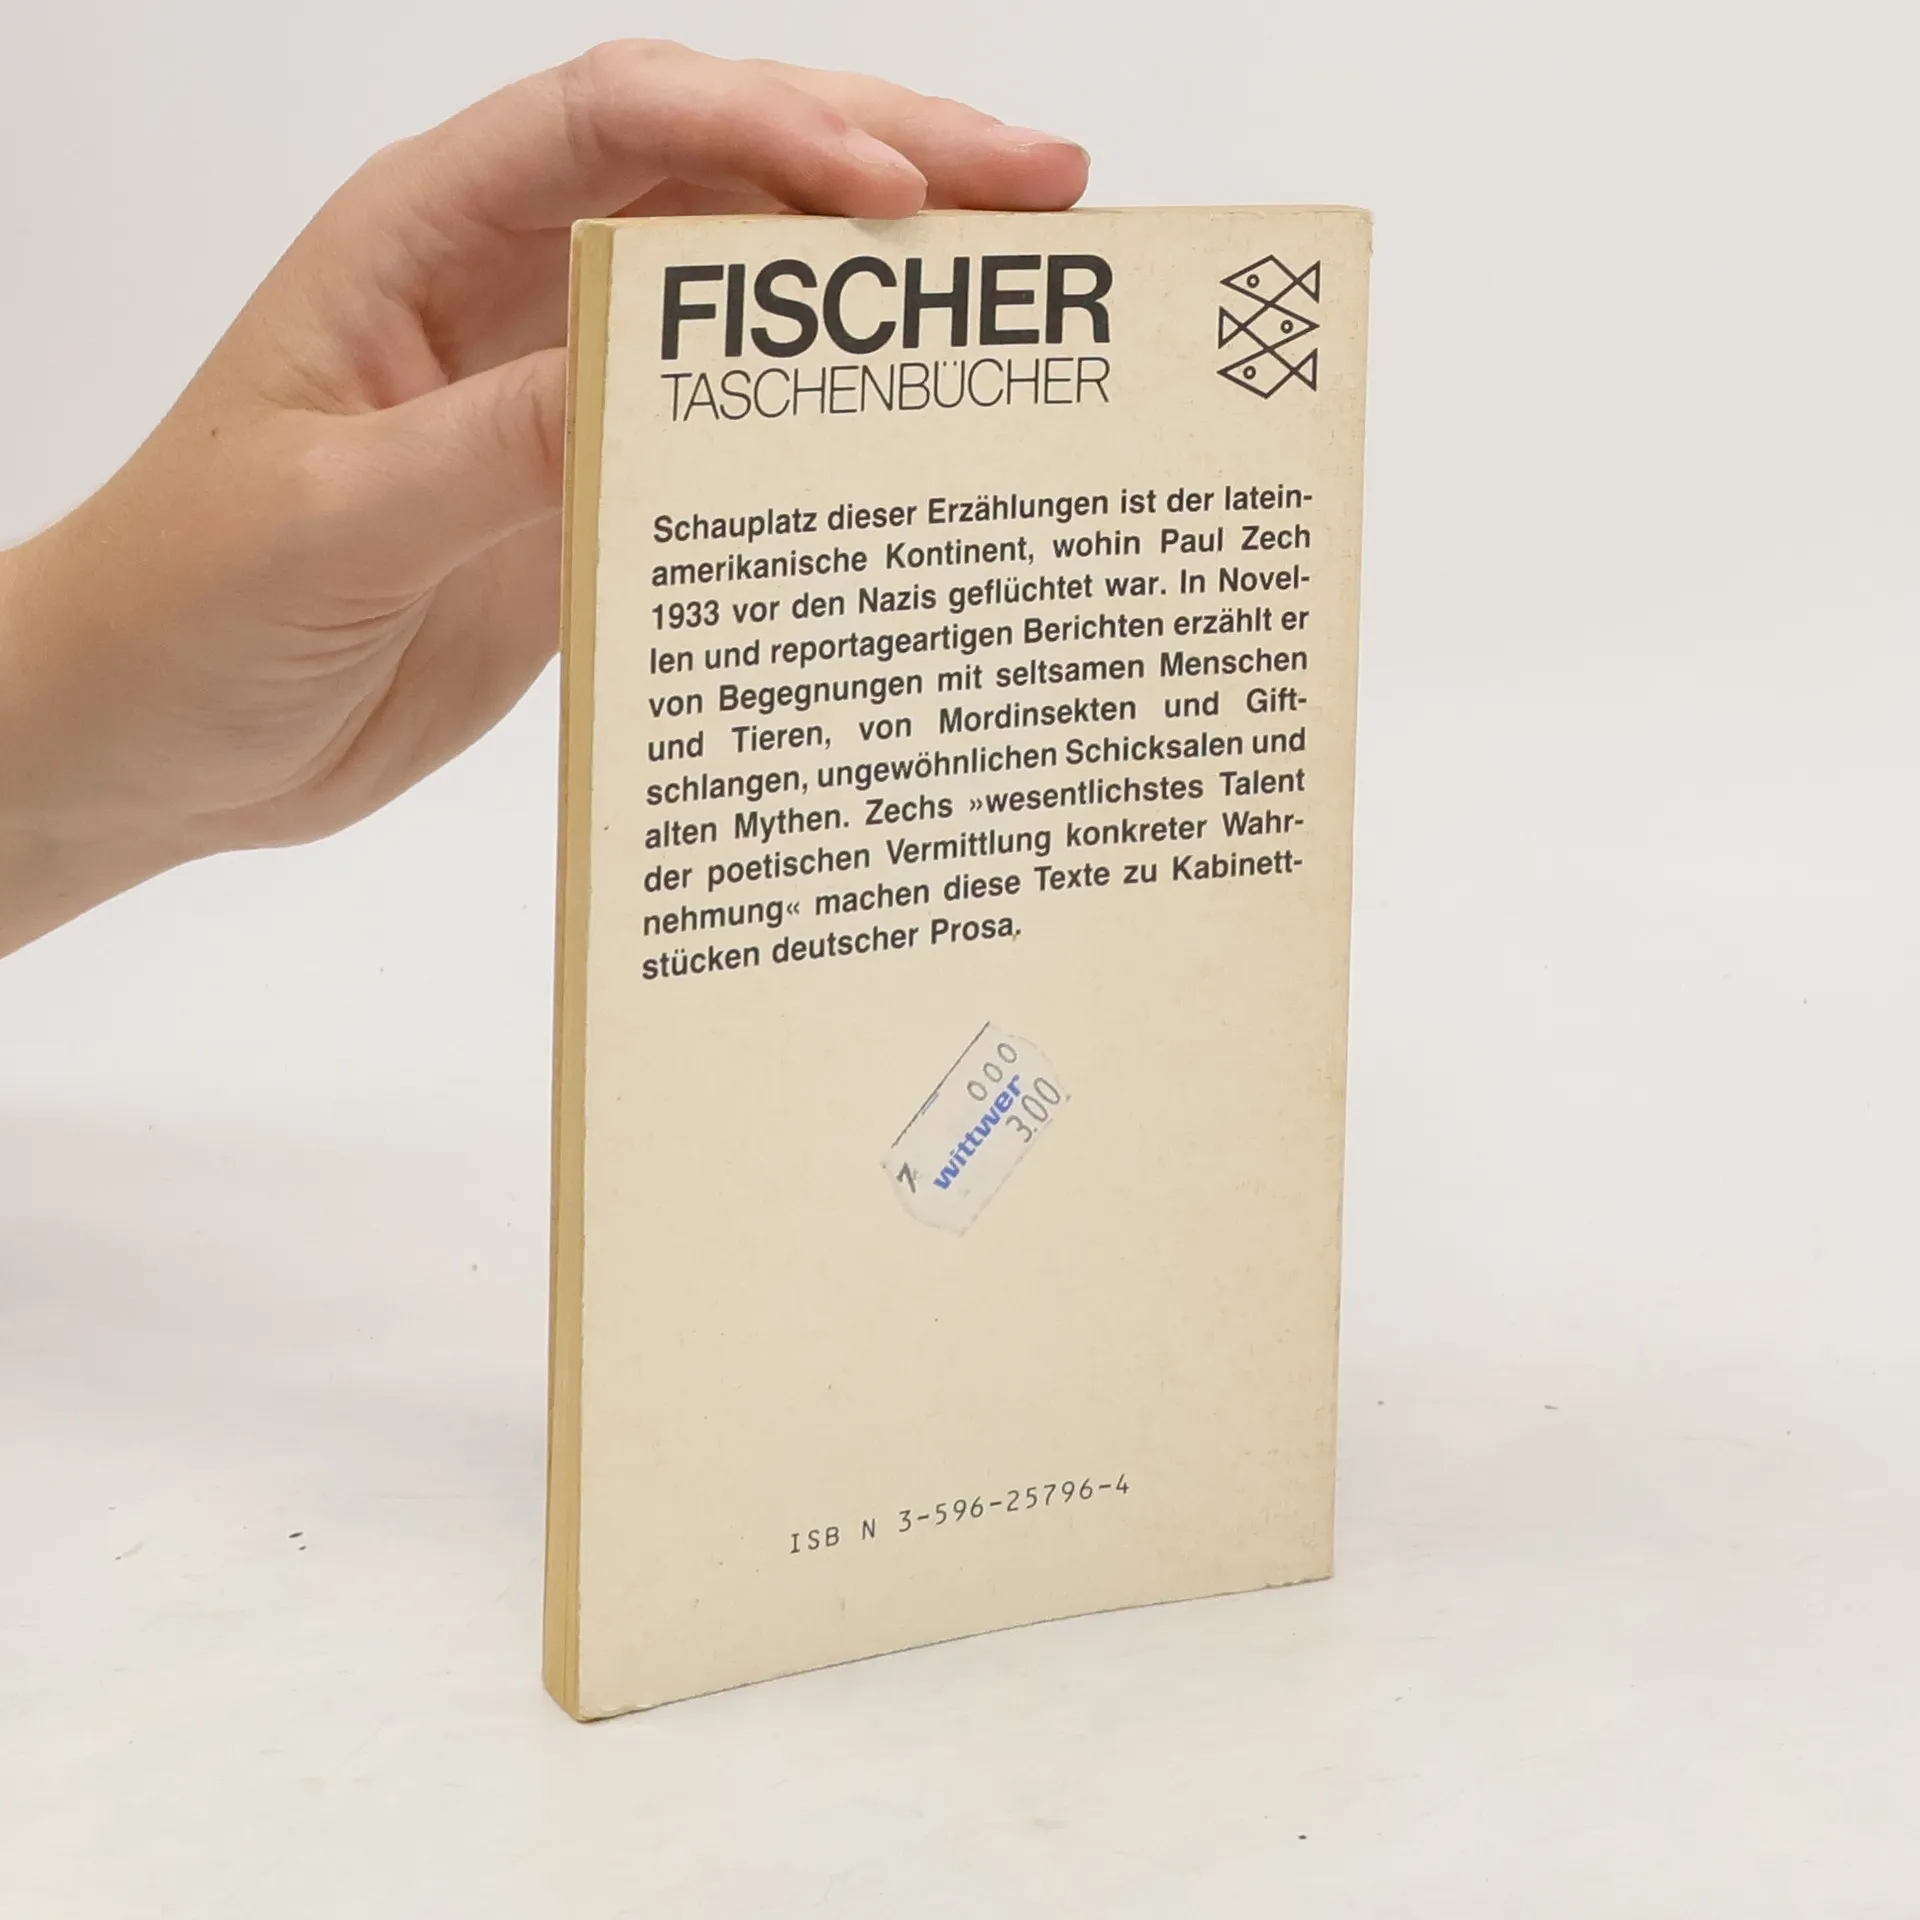 FISCHER
TASCHENBÜCHER
Schauplatz dieser Erzählungen ist der latein-
amerikanische Kontinent, wohin Paul Zech
1933 vor den Nazis geflüchtet war. In Novel-
len und reportageartigen Berichten erzählt er
von Begegnungen mit seltsamen Menschen
und Tieren, von Mordinsekten und Gift-
schlangen, ungewöhnlichen Schicksalen und
alten Mythen. Zechs »wesentlichstes Talent
der poetischen Vermittlung konkreter Wahr-
nehmung« machen diese Texte zu Kabinett-
stücken deutscher Prosa.
000
wittwer
3.00
ISB N 3-596-25796-4